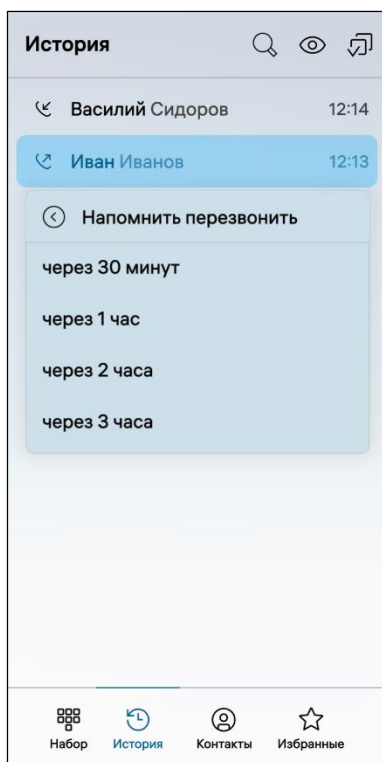 История
Василий Сидоров 12:14
Иван Иванов 12:13
Напомнить перезвонить
через 30 минут
через 1 час
через 2 часа
через 3 часа
Набор История Контакты Избранные